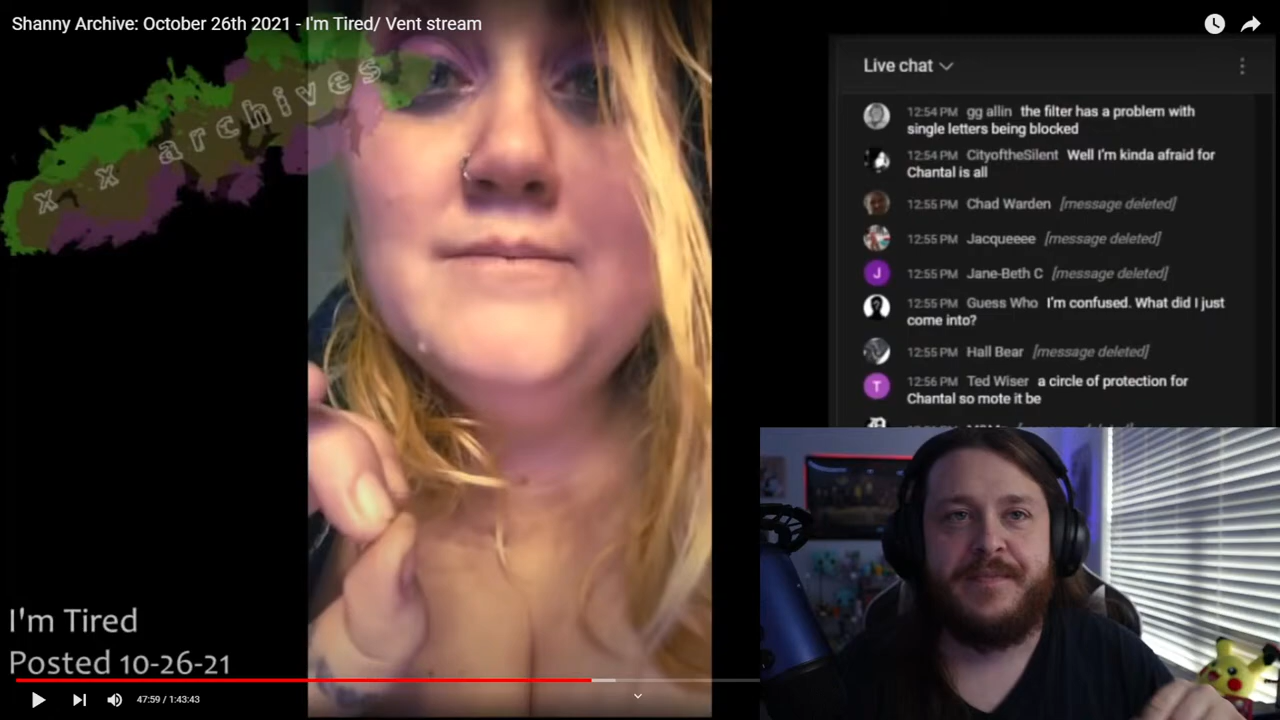 Shanny Archive: October 26th 2021 - I'm Tired/ Vent stream
x x archives
Live chat
12:54 PM gg allin the filter has a problem with
single letters being blocked
12:54 PM CityoftheSilent Well I'm kinda afraid for
Chantal is all
12:55 PM Chad Warden [message deleted]
12:55 PM Jacqueeee [message deleted]
J 12:55 PM Jane-Beth C [message deleted]
12:55 PM Guess Who I'm confused. What did I just
come into?
12:55 PM Hall Bear [message deleted]
T 12:56 PM Ted Wiser a circle of protection for
Chantal so mote it be
I'm Tired
Posted 10-26-21
47:59 / 1:43:43